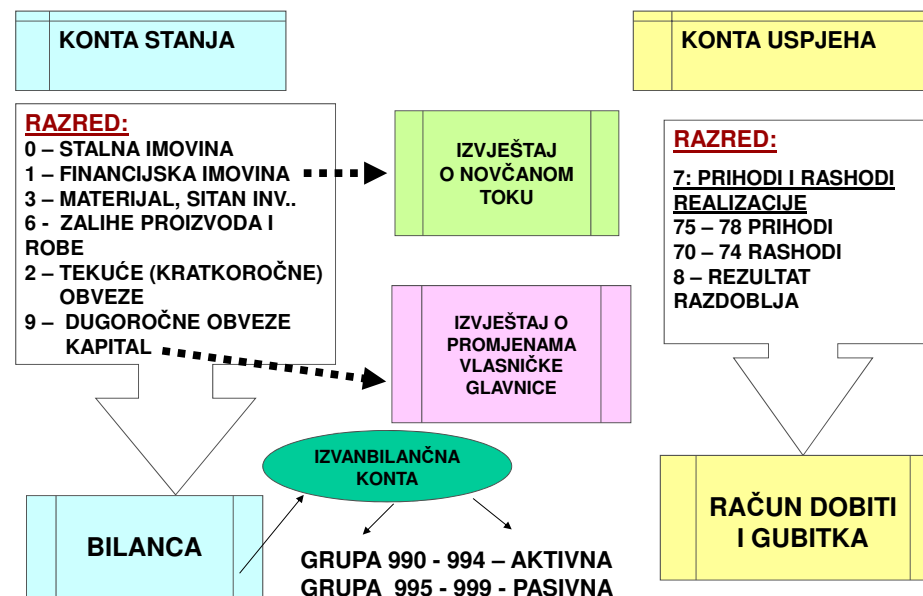 KONTA STANJA
RAZRED:
0 – STALNA IMOVINA
1 – FINANCIJSKA IMOVINA
3 – MATERIJAL, SITAN INV..
6 - ZALIHE PROIZVODA I
ROBE
2 – TEKUĆE (KRATKOROČNE)
OBVEZE
9 – DUGOROČNE OBVEZE
KAPITAL
IZVJEŠTAJ
O NOVČANOM
TOKU
IZVJEŠTAJ O
PROMJENAMA
VLASNIČKE
GLAVNICE
KONTA USPJEHA
RAZRED:
7: PRIHODI I RASHODI
REALIZACIJE
75 – 78 PRIHODI
70 – 74 RASHODI
8 – REZULTAT
RAZDOBLJA
IZVANBILANČNA
KONTA
BILANCA
GRUPA 990 - 994 – AKTIVNA
GRUPA 995 - 999 - PASIVNA
RAČUN DOBITI
I GUBITKA